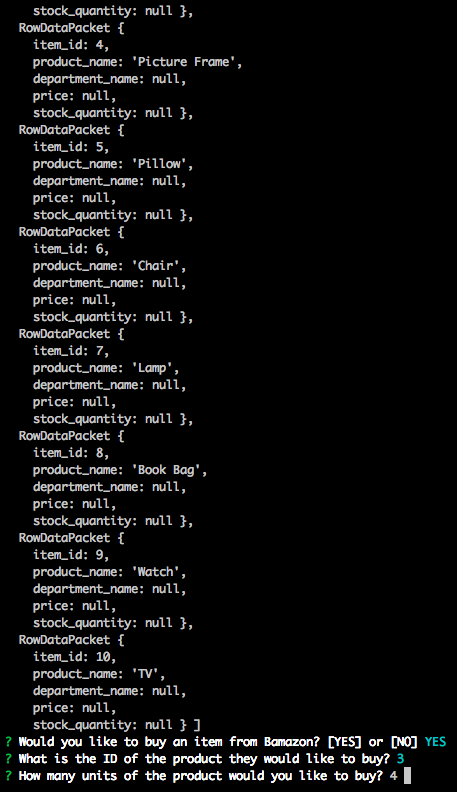 stock_quantity: null },
RowDataPacket {
item_id: 4,
product_name: 'Picture Frame',
department_name: null,
price: null,
stock_quantity: null },
RowDataPacket {
item_id: 5,
product_name: 'Pillow',
department_name: null,
price: null,
stock_quantity: null },
RowDataPacket {
item_id: 6,
product_name: 'Chair',
department_name: null,
price: null,
stock_quantity: null },
RowDataPacket {
item_id: 7,
product_name: 'Lamp',
department_name: null,
price: null,
stock_quantity: null },
RowDataPacket {
item_id: 8,
product_name: 'Book Bag',
department_name: null,
price: null,
stock_quantity: null },
RowDataPacket {
item_id: 9,
product_name: 'Watch',
department_name: null,
price: null,
stock_quantity: null },
RowDataPacket {
item_id: 10,
product_name: 'TV',
department_name: null,
price: null,
stock_quantity: null } ]
? Would you like to buy an item from Bamazon? [YES] or [NO] YES
? What is the ID of the product they would like to buy? 3
? How many units of the product would you like to buy? 4